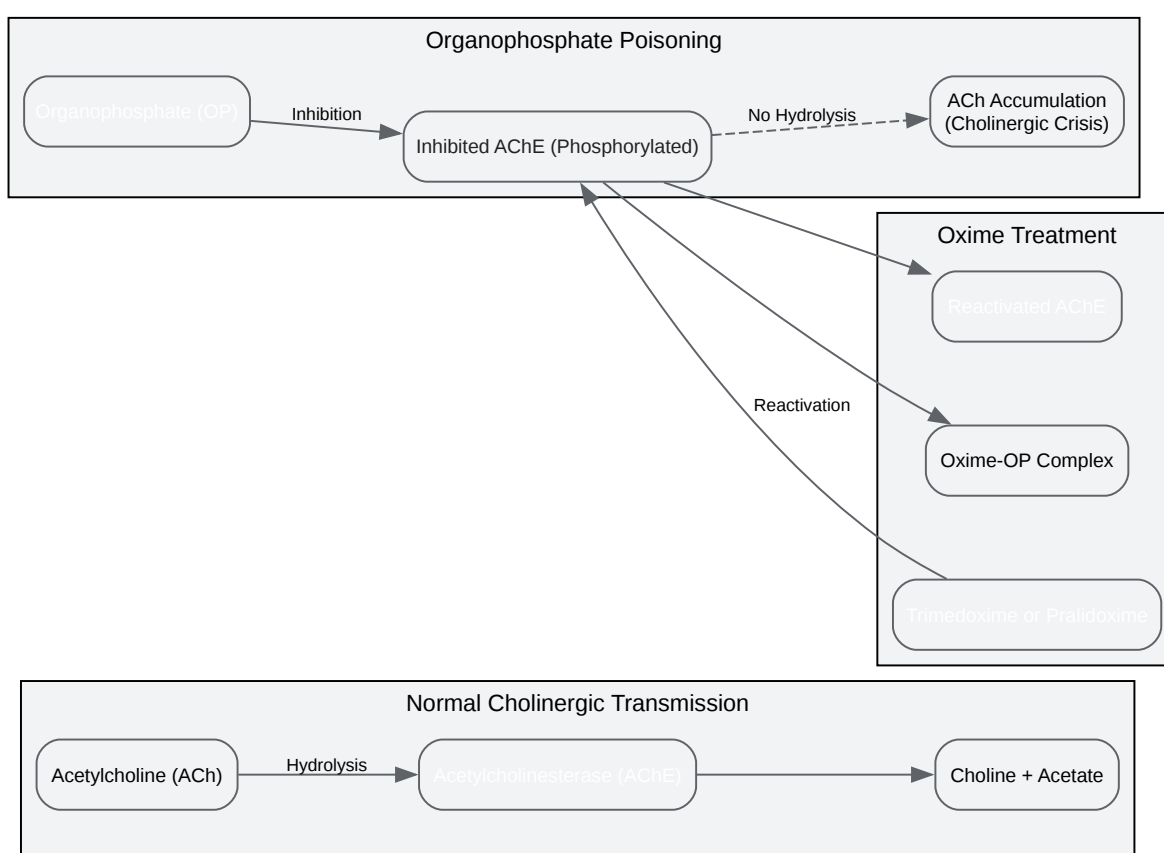 Organophosphate Poisoning
Organophosphate (OP)
Inhibition
Inhibited AChE (Phosphorylated)
No Hydrolysis
ACh Accumulation
(Cholinergic Crisis)
Oxime Treatment
Reactivated AChE
Reactivation
Oxime-OP Complex
Trimedoxime or Pralidoxime
Normal Cholinergic Transmission
Acetylcholine (ACh)
Hydrolysis
Acetylcholinesterase (AChE)
Choline + Acetate